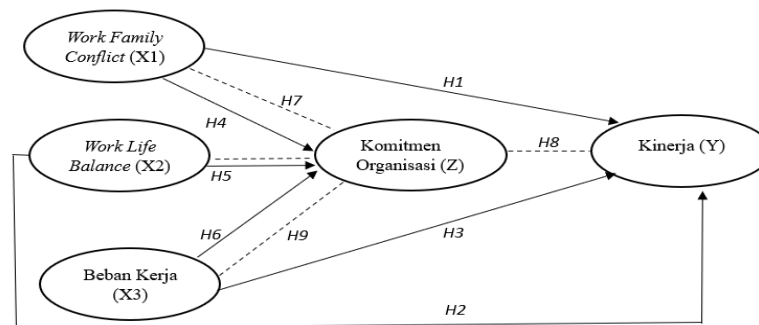 Work Family
Conflict (X1)
H1
H7
H4
Work Life
Balance (X2)
H5
Komitmen
Organisasi (Z)
H8
Kinerja (Y)
H6
H9
H3
Beban Kerja
(X3)
H2